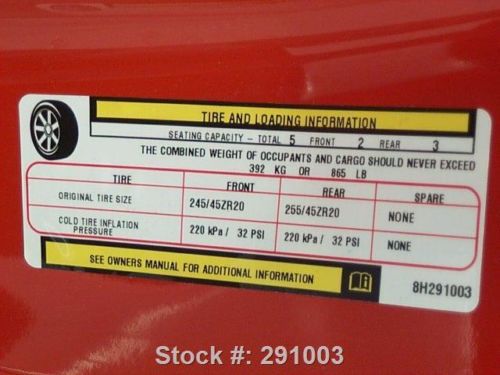 TIRE AND LOADING INFORMATION
SEATING CAPACITY - TOTAL 5 FRONT 2 REAR 3
THE COMBINED WEIGHT OF OCCUPANTS AND CARGO SHOULD NEVER EXCEED
392 KG OR 865 LB
TIRE FRONT REAR SPARE
ORIGINAL TIRE SIZE 245/45ZR20 255/45ZR20 NONE
COLD TIRE INFLATION
PRESSURE 220 kPa / 32 PSI 220 kPa / 32 PSI NONE
SEE OWNERS MANUAL FOR ADDITIONAL INFORMATION
8H291003
Stock #: 291003